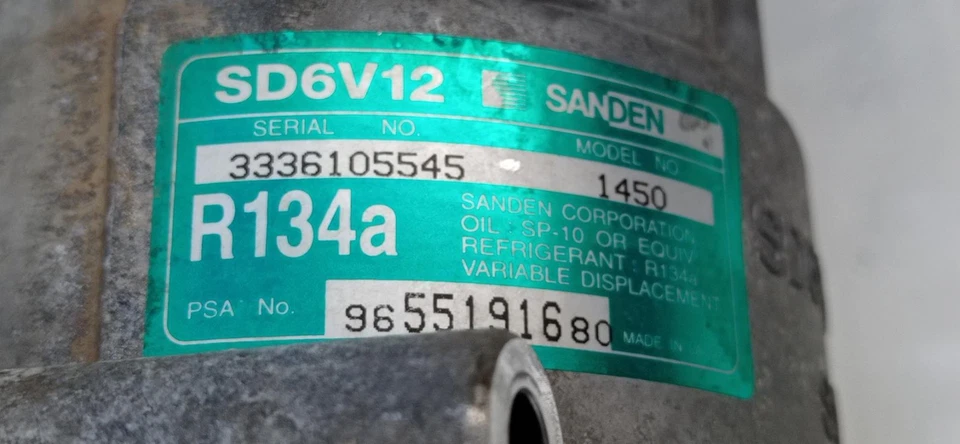 SD6V12 SANDEN
SERIAL NO. MODEL NO
3336105545 1450
R134a
SANDEN CORPORATION
OIL SP-10 OR EQUIV
REFRIGERANT : R134a
VARIABLE DISPLACEMENT
PSA No. 9655191680
MADE IN